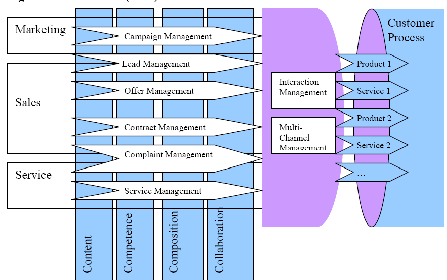 Marketing
Sales
Service
Campaign Management
Lead Management
Offer Management
Contract Management
Complaint Management
Service Management
Content
Competence
Composition
Collaboration
Interaction
Management
Multi-
Channel
Management
Customer
Process
Product 1
Service 1
Product 2
Service 2
...